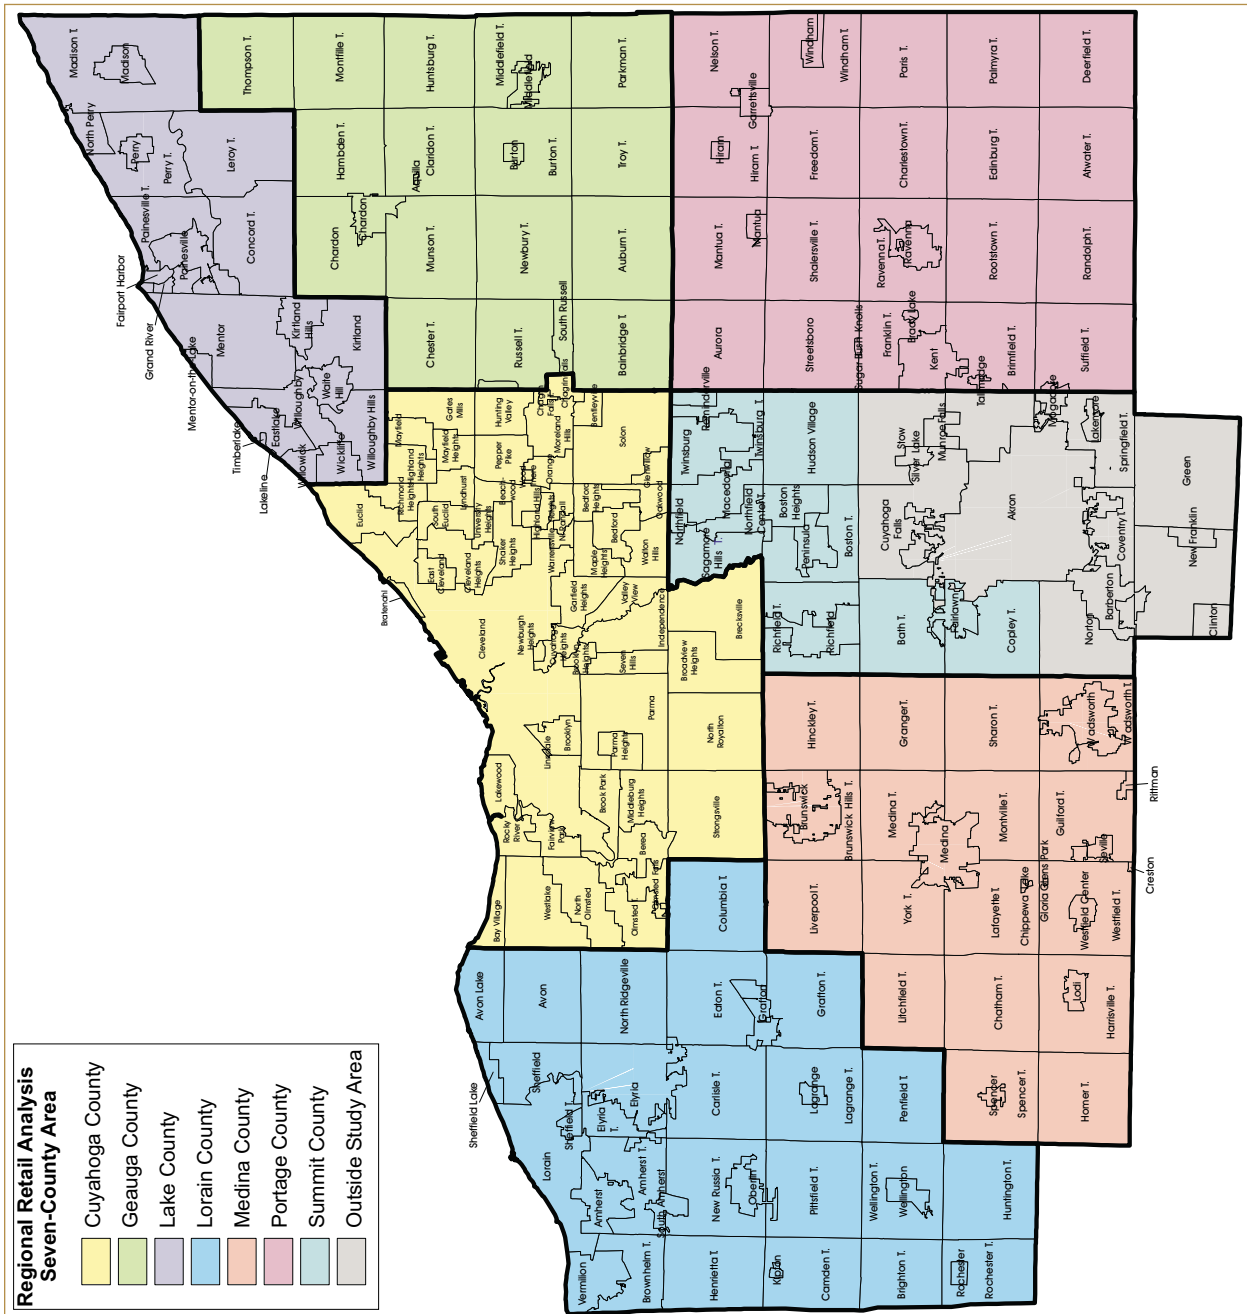 Regional Retail Analysis
Seven-County Area
Cuyahoga County
Geauga County
Lake County
Lorain County
Medina County
Portage County
Summit County
Outside Study Area
Madison T.
Madison
North Perry
Perry
Perry T.
Leroy T.
Painesville T.
Painesville
Concord T.
Fairport Harbor
Grand River
Mentor-on-the-Lake
Mentor
Kirtland
Hills
Kirtland
Timberlake
Eastlake
Willoughby
Waite
Hill
Lakeline
Willowick
Wickliffe
Willoughby Hills
Thompson T.
Montville T.
Huntsburg T.
Middlefield T.
Middlefield
Parkman T.
Hambden T.
Claridon T.
Aquilla
Burton
Burton T.
Troy T.
Chardon
Chardon
Munson T.
Newbury T.
Auburn T.
Chester T.
Russell T.
South Russell
Bainbridge T.
Nelson T.
Garrettsville
Windham
Windham T.
Paris T.
Palmyra T.
Deerfield T.
Hiram
Hiram T.
Freedom T.
Charlestown T.
Edinburg T.
Atwater T.
Mantua T.
Mantua
Shalersville T.
Ravenna T.
Ravenna
Rootstown T.
Randolph T.
Aurora
Streetsboro
Sugar Bush Knolls
Franklin T.
Brady Lake
Kent
Brimfield T.
Tallmadge
Suffield T.
Mayfield
Gates
Mills
Hunting
Valley
Chagrin
Falls T.
Chagrin Falls
Moreland
Hills
Bentleyville
Solon
Glenwillow
Highland
Heights
Mayfield
Heights
Pepper
Pike
Orange
Richmond
Heights
Lyndhurst
South
Euclid
University
Heights
Beach-
wood
Highland Hills
Warrensville
Heights
N. Randall
Bedford
Heights
Bedford
Oakwood
Euclid
East
Cleveland
Cleveland
Heights
Shaker
Heights
Maple
Heights
Walton
Hills
Garfield
Heights
Valley
View
Bratenahl
Cleveland
Newburgh
Heights
Cuyahoga
Heights
Brooklyn
Heights
Independence
Seven
Hills
Brecksville
Broadview
Heights
Linndale
Brooklyn
Parma
Parma
Heights
North
Royalton
Lakewood
Rocky
River
Fairview
Park
Brook Park
Middleburg
Heights
Berea
Strongsville
Bay Village
Westlake
North
Olmsted
Olmsted T.
Olmsted Falls
Twinsburg
Reminderville
Twinsburg T.
Hudson Village
Macedonia
Northfield
Northfield
Center T.
Sagamore
Hills T.
Boston
Heights
Peninsula
Boston T.
Richfield T.
Richfield
Bath T.
Fairlawn
Copley T.
Stow
Silver Lake
Munroe Falls
Cuyahoga
Falls
Akron
Mogadore
Lakemore
Springfield T.
Coventry T.
Barberton
Norton
Green
New Franklin
Clinton
Hinckley T.
Granger T.
Sharon T.
Wadsworth
Wadsworth T.
Brunswick
Brunswick Hills T.
Medina T.
Medina
Montville T.
Guilford T.
Seville
Rittman
Creston
Liverpool T.
York T.
Lafayette T.
Chippewa Lake
Gloria Glens Park
Westfield Center
Westfield T.
Litchfield T.
Chatham T.
Lodi
Harrisville T.
Spencer
Spencer T.
Homer T.
Columbia T.
Avon Lake
Avon
North Ridgeville
Eaton T.
Grafton
Grafton T.
Sheffield Lake
Sheffield
Sheffield
Elyria
T.
Elyria
Carlisle T.
Lagrange
Lagrange T.
Penfield T.
Lorain
Amherst
Amherst T.
South Amherst
New Russia T.
Oberlin
Pittsfield T.
Wellington T.
Wellington
Huntington T.
Vermilion
Brownhelm T.
Henrietta T.
Kipton
Camden T.
Brighton T.
Rochester
Rochester T.